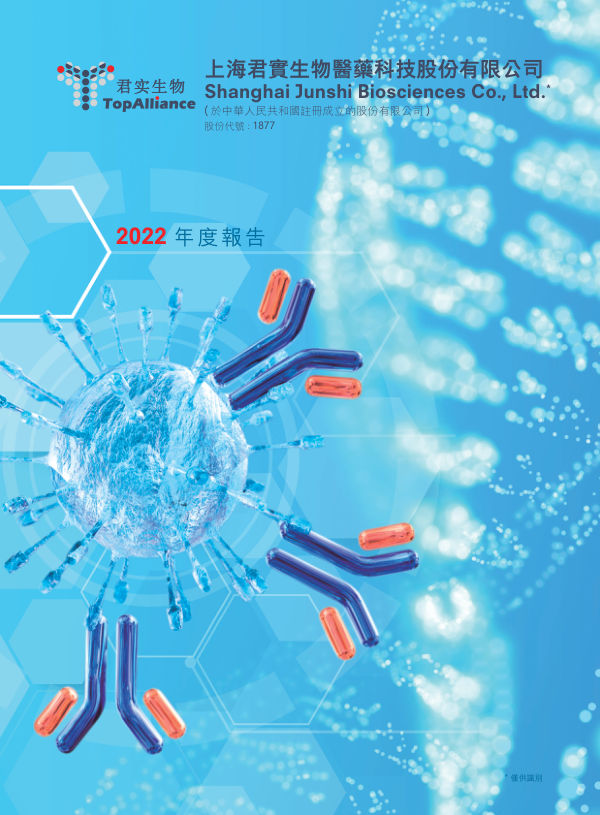 君实生物
TopAlliance
上海君實生物醫藥科技股份有限公司
Shanghai Junshi Biosciences Co., Ltd.*
(於中華人民共和國註冊成立的股份有限公司)
股份代號 : 1877
2022 年度報告
* 僅供識別